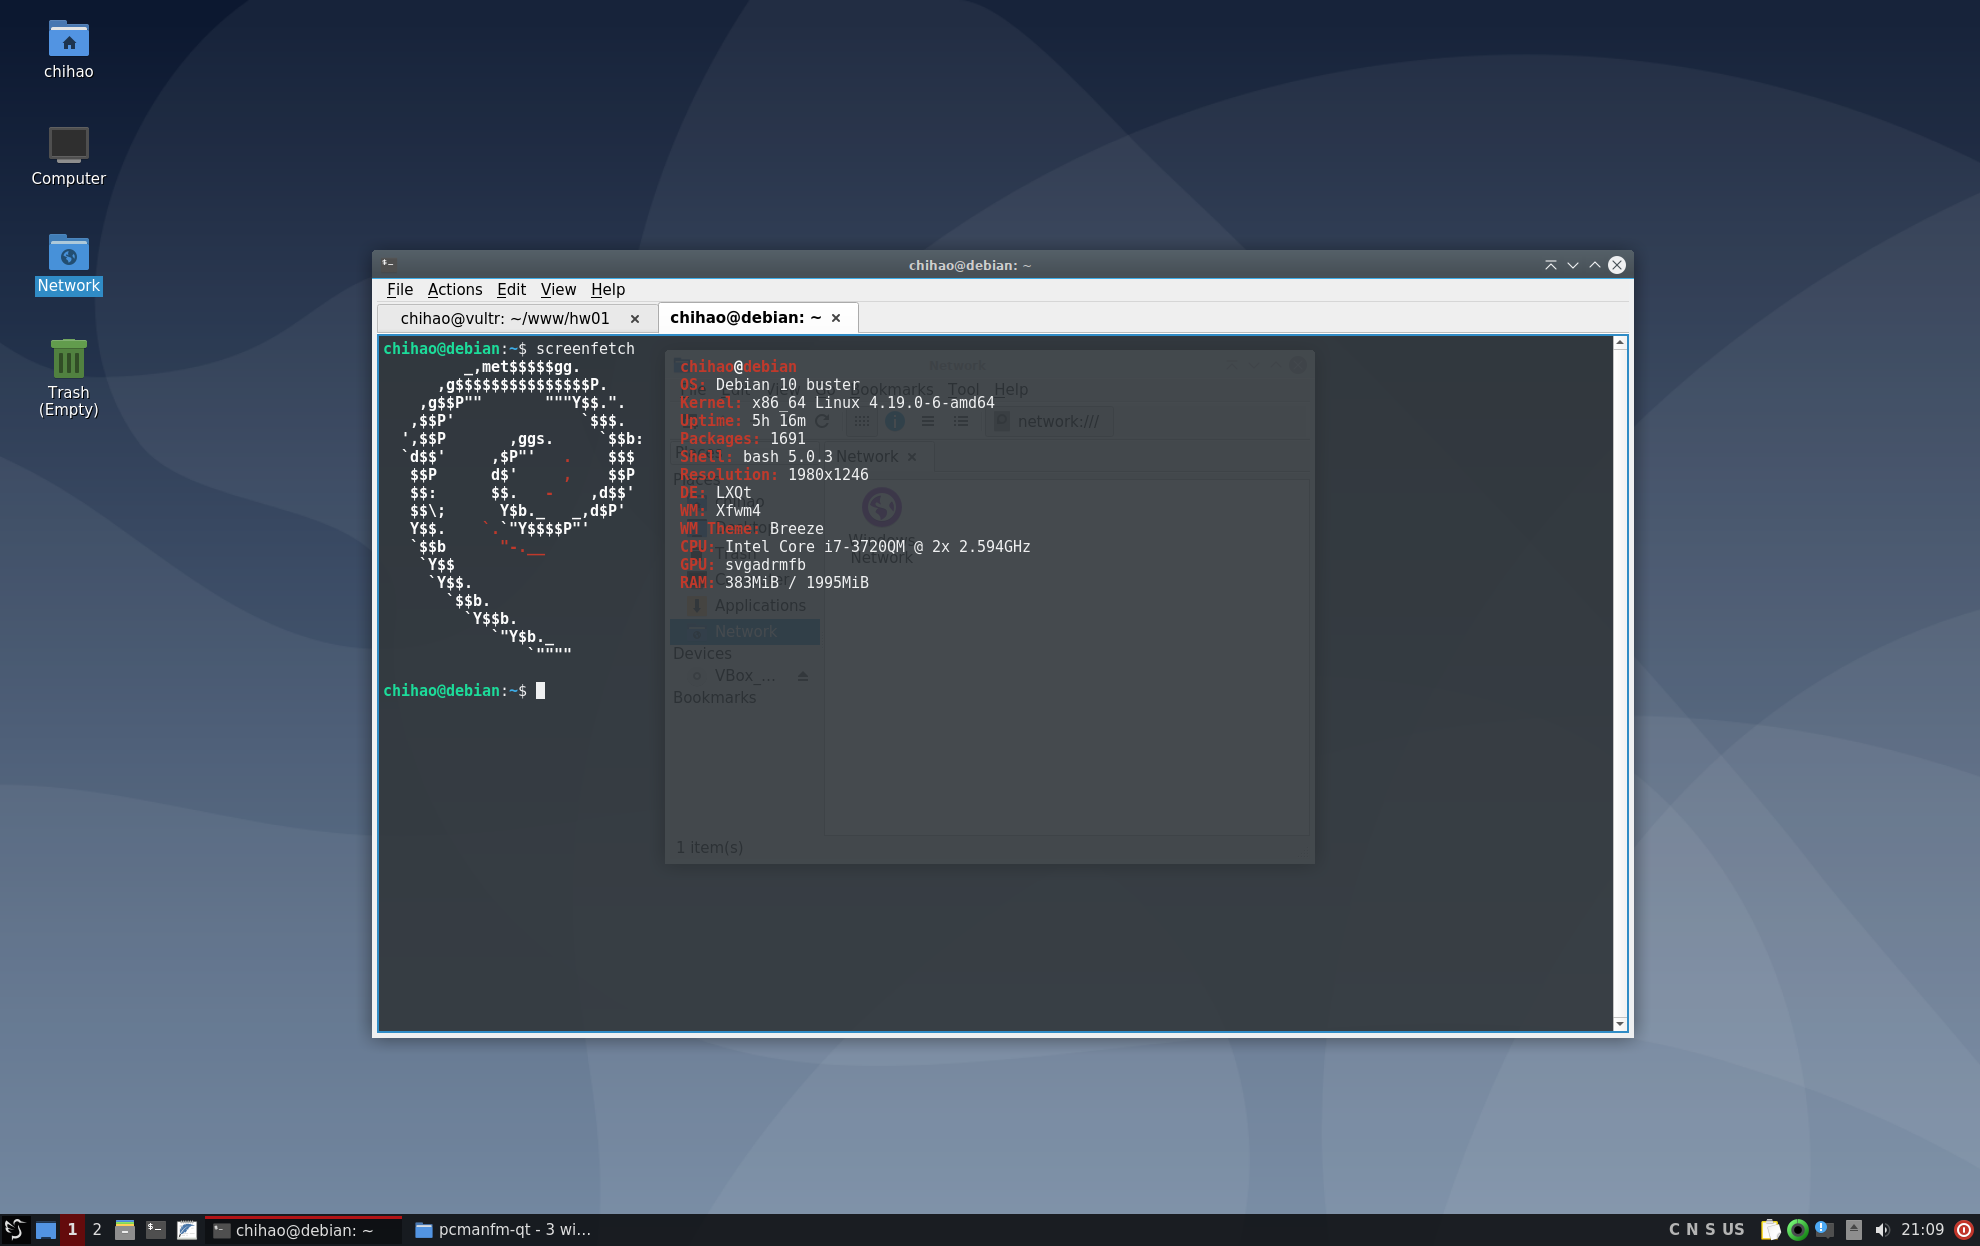 chihao
Computer
Network
Trash
(Empty)
chihao@debian: ~
File Actions Edit View Help
chihao@vultr: ~/www/hw01
chihao@debian: ~
chihao@debian:~$ screenfetch
_,met$$$$$gg.
,g$$$$$$$$$$$$$$$P.
,g$$P"" """Y$$.".
,$$P' `$$$.
',$$P ,ggs. `$$b:
`d$$' ,$P"' . $$$
$$P d$' , $$P
$$: $$. - ,d$$'
$$\; Y$b._ _,d$P'
Y$$. `.`"Y$$$$P"'
`$$b "-.__
`Y$$
`Y$$.
`$$b.
`Y$$b.
`"Y$b._
`""""
chihao@debian
OS: Debian 10 buster
Kernel: x86_64 Linux 4.19.0-6-amd64
Uptime: 5h 16m
Packages: 1691
Shell: bash 5.0.3
Resolution: 1980x1246
DE: LXQt
WM: Xfwm4
WM Theme: Breeze
CPU: Intel Core i7-3720QM @ 2x 2.594GHz
GPU: svgadrmfb
RAM: 383MiB / 1995MiB
chihao@debian:~$
Network
Bookmarks Tool Help
network:///
Network
Network
Applications
Network
Devices
VBox_...
Bookmarks
1 item(s)
1 2 chihao@debian: ~ pcmanfm-qt - 3 wi...
C N S US 21:09